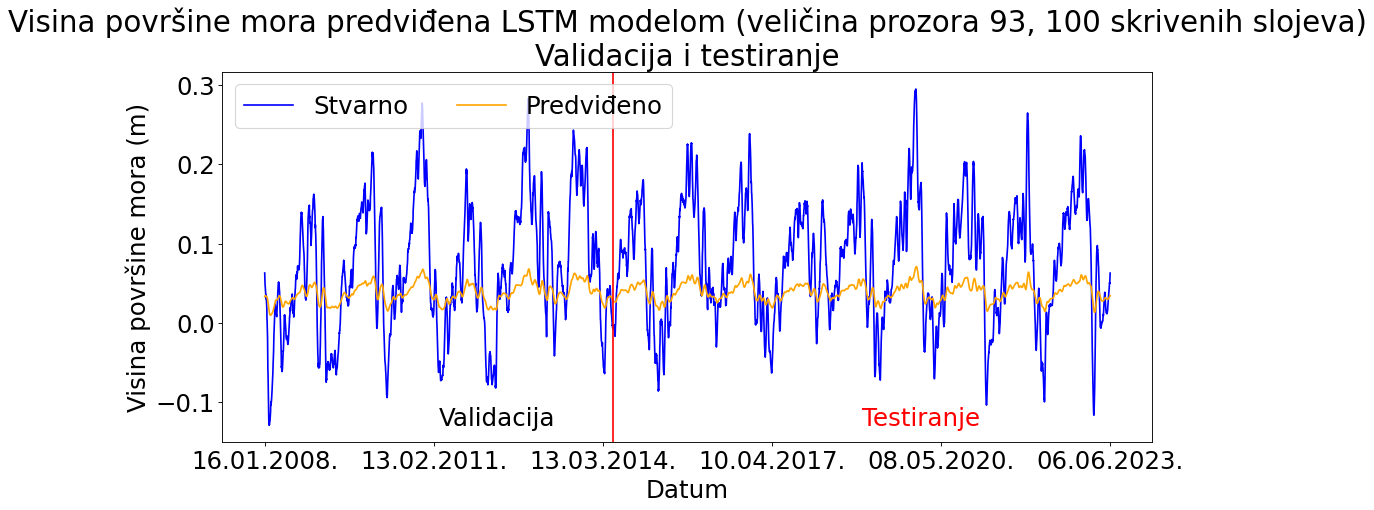 Visina površine mora predviđena LSTM modelom (veličina prozora 93, 100 skrivenih slojeva)
Validacija i testiranje
Stvarno
Predviđeno
Visina površine mora (m)
0.3
0.2
0.1
0.0
−0.1
Validacija
Testiranje
16.01.2008.
13.02.2011.
13.03.2014.
10.04.2017.
08.05.2020.
06.06.2023.
Datum